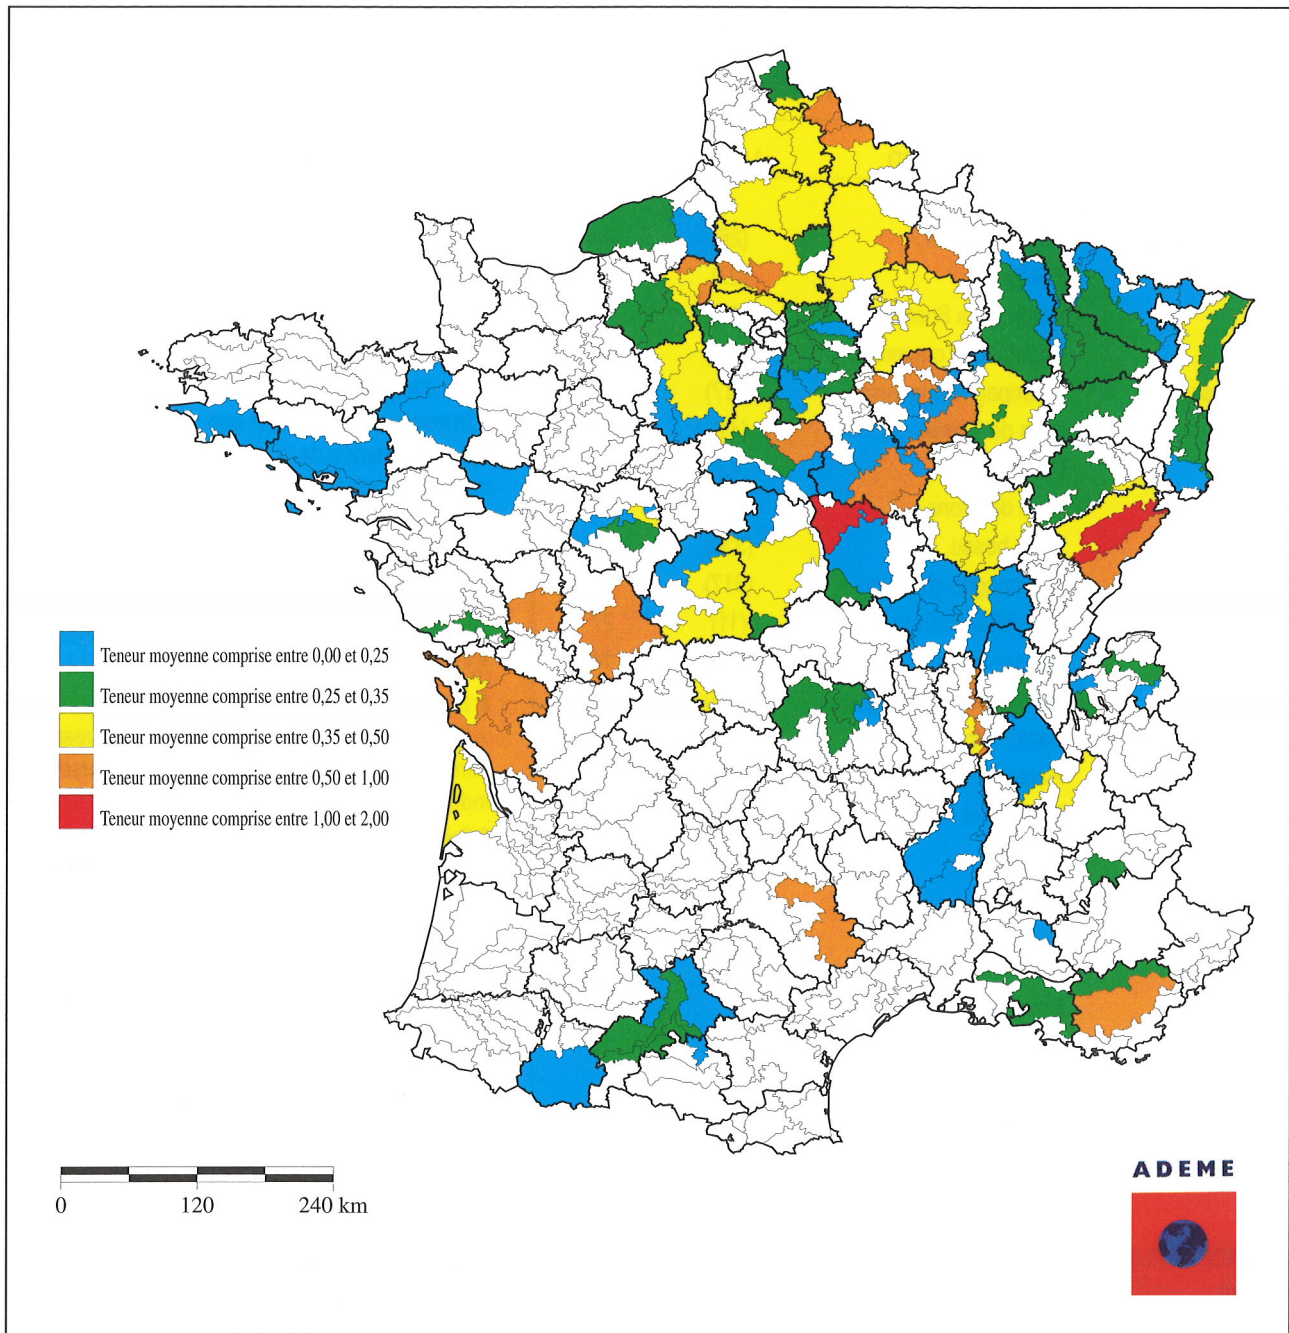 Teneur moyenne comprise entre 0,00 et 0,25
Teneur moyenne comprise entre 0,25 et 0,35
Teneur moyenne comprise entre 0,35 et 0,50
Teneur moyenne comprise entre 0,50 et 1,00
Teneur moyenne comprise entre 1,00 et 2,00
0 120 240 km
ADEME